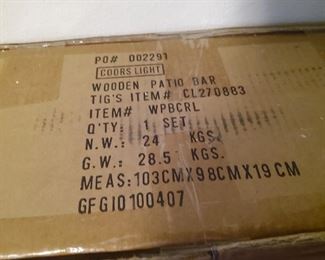 PO# 002291
COORS LIGHT
WOODEN PATIO BAR
TIG'S ITEM# CL270883
ITEM# WPBCRL
Q'TY: 1 SET
N.W.: 24 KGS.
G.W.: 28.5 KGS.
MEAS: 103CMX98CMX19CM
GFGI0100407